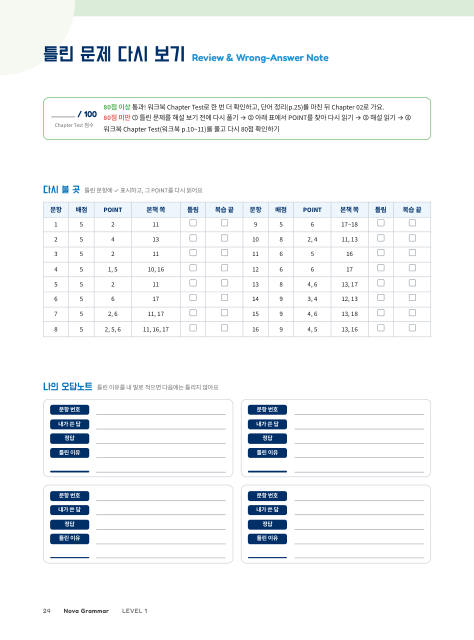 틀린 문제 다시 보기 Review & Wrong-Answer Note
/ 100
Chapter Test 점수
80점 이상 통과! 워크북 Chapter Test로 한 번 더 확인하고, 단어 정리(p.25)를 마친 뒤 Chapter 02로 가요.
80점 미만 ① 틀린 문제를 해설 보기 전에 다시 풀기 → ② 아래 표에서 POINT를 찾아 다시 읽기 → ③ 해설 읽기 → ④
워크북 Chapter Test(워크북 p.10~11)를 풀고 다시 80점 확인하기
다시 볼 곳 틀린 문항에 ✓ 표시하고, 그 POINT를 다시 읽어요
문항 배점 POINT 본책 쪽 틀림 복습 끝 문항 배점 POINT 본책 쪽 틀림 복습 끝
1 5 2 11 9 5 6 17~18
2 5 4 13 10 8 2, 4 11, 13
3 5 2 11 11 6 5 16
4 5 1, 5 10, 16 12 6 6 17
5 5 2 11 13 8 4, 6 13, 17
6 5 6 17 14 9 3, 4 12, 13
7 5 2, 6 11, 17 15 9 4, 6 13, 18
8 5 2, 5, 6 11, 16, 17 16 9 4, 5 13, 16
나의 오답노트 틀린 이유를 내 말로 적으면 다음에는 틀리지 않아요
문항 번호
내가 쓴 답
정답
틀린 이유
문항 번호
내가 쓴 답
정답
틀린 이유
문항 번호
내가 쓴 답
정답
틀린 이유
문항 번호
내가 쓴 답
정답
틀린 이유
24 Nova Grammar LEVEL 1